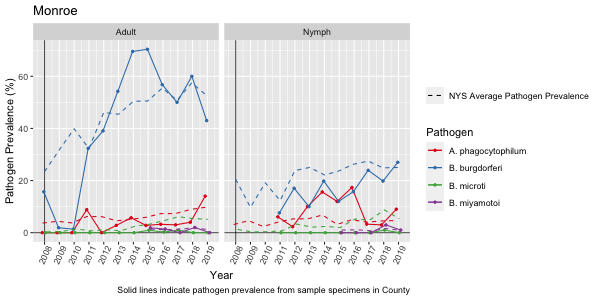 Monroe
Adult
Nymph
Pathogen Prevalence (%)
60
40
20
0
2008 2009 2010 2011 2012 2013 2014 2015 2016 2017 2018 2019
2008 2009 2010 2011 2012 2013 2014 2015 2016 2017 2018 2019
Year
Solid lines indicate pathogen prevalence from sample specimens in County
NYS Average Pathogen Prevalence
Pathogen
A. phagocytophilum
B. burgdorferi
B. microti
B. miyamotoi